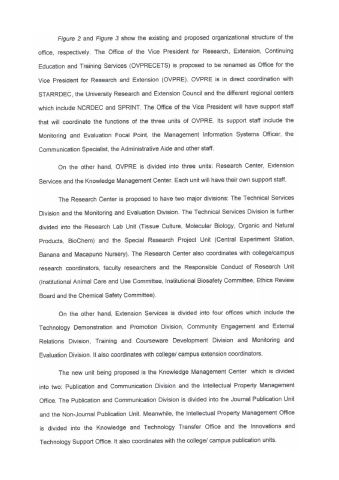 Figure 2 and Figure 3 show the existing and proposed organizational structure of the
office, respectively. The Office of the Vice President for Research, Extension, Continuing
Education and Training Services (OVPRECETS) is proposed to be renamed as Office for the
Vice President for Research and Extension (OVPRE). OVPRE is in direct coordination with
STARRDEC, the University Research and Extension Council and the different regional centers
which include NCRDEC and SPRINT. The Office of the Vice President will have support staff
that will coordinate the functions of the three units of OVPRE. Its support staff include the
Monitoring and Evaluation Focal Point, the Management Information Systems Officer, the
Communication Specialist, the Administrative Aide and other staff.
On the other hand, OVPRE is divided into three units: Research Center, Extension
Services and the Knowledge Management Center. Each unit will have their own support staff.
The Research Center is proposed to have two major divisions: The Technical Services
Division and the Monitoring and Evaluation Division. The Technical Services Division is further
divided into the Research Lab Unit (Tissue Culture, Molecular Biology, Organic and Natural
Products, BioChem) and the Special Research Project Unit (Central Experiment Station,
Banana and Macapuno Nursery). The Research Center also coordinates with college/campus
research coordinators, faculty researchers and the Responsible Conduct of Research Unit
(Institutional Animal Care and Use Committee, Institutional Biosafety Committee, Ethics Review
Board and the Chemical Safety Committee).
On the other hand, Extension Services is divided into four offices which include the
Technology Demonstration and Promotion Division, Community Engagement and External
Relations Division, Training and Courseware Development Division and Monitoring and
Evaluation Division. It also coordinates with college/ campus extension coordinators.
The new unit being proposed is the Knowledge Management Center which is divided
into two: Publication and Communication Division and the Intellectual Property Management
Office. The Publication and Communication Division is divided into the Journal Publication Unit
and the Non-Journal Publication Unit. Meanwhile, the Intellectual Property Management Office
is divided into the Knowledge and Technology Transfer Office and the Innovations and
Technology Support Office. It also coordinates with the college/ campus publication units.